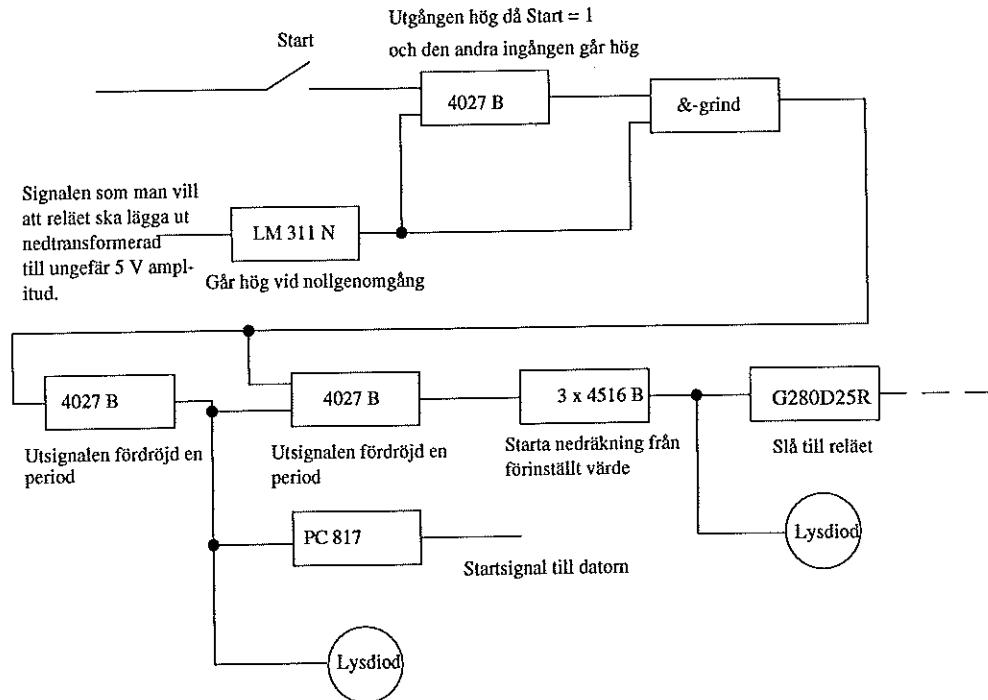 Utgången hög då Start = 1
och den andra ingången går hög
Start
4027 B
&-grind
Signalen som man vill
att reläet ska lägga ut
nedtransformerad
till ungefär 5 V ampl-
itud.
LM 311 N
Går hög vid nollgenomgång
4027 B
Utsignalen fördröjd en
period
4027 B
Utsignalen fördröjd en
period
3 x 4516 B
Starta nedräkning från
förinställt värde
G280D25R
Slå till reläet
PC 817
Startsignal till datorn
Lysdiod
Lysdiod